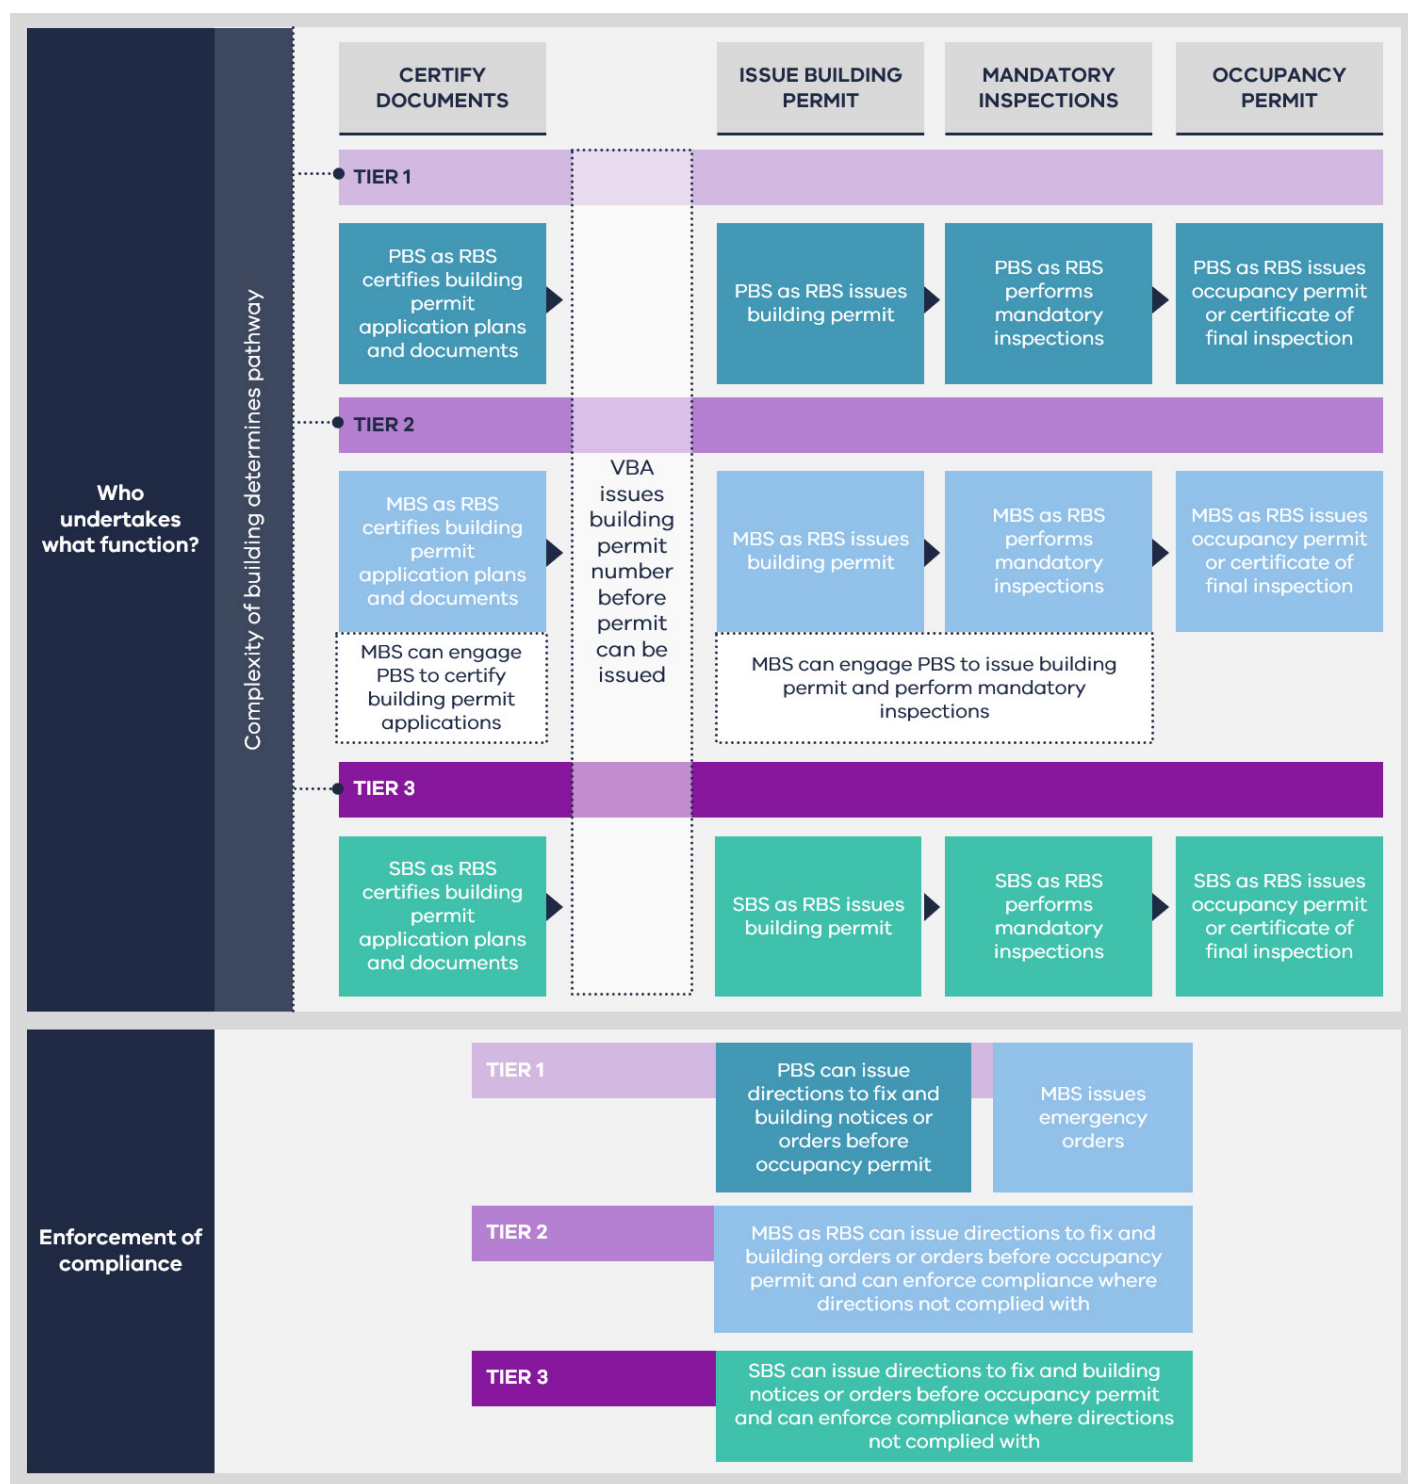 CERTIFY
DOCUMENTS
ISSUE BUILDING
PERMIT
MANDATORY
INSPECTIONS
OCCUPANCY
PERMIT
Who
undertakes
what function?
Complexity of building determines pathway
TIER 1
PBS as RBS
certifies building
permit
application plans
and documents
PBS as RBS issues
building permit
PBS as RBS
performs
mandatory
inspections
PBS as RBS issues
occupancy permit
or certificate of
final inspection
TIER 2
VBA
issues
building
permit
number
before
permit
can be
issued
MBS as RBS
certifies building
permit
application plans
and documents
MBS as RBS issues
building permit
MBS as RBS
performs
mandatory
inspections
MBS as RBS issues
occupancy permit
or certificate of
final inspection
MBS can engage
PBS to certify
building permit
applications
MBS can engage PBS to issue building
permit and perform mandatory
inspections
TIER 3
SBS as RBS
certifies building
permit
application plans
and documents
SBS as RBS issues
building permit
SBS as RBS
performs
mandatory
inspections
SBS as RBS issues
occupancy permit
or certificate of
final inspection
Enforcement of
compliance
TIER 1
PBS can issue
directions to fix and
building notices or
orders before
occupancy permit
MBS issues
emergency
orders
TIER 2
MBS as RBS can issue directions to fix and
building orders or orders before occupancy
permit and can enforce compliance where
directions not complied with
TIER 3
SBS can issue directions to fix and building
notices or orders before occupancy permit
and can enforce compliance where directions
not complied with